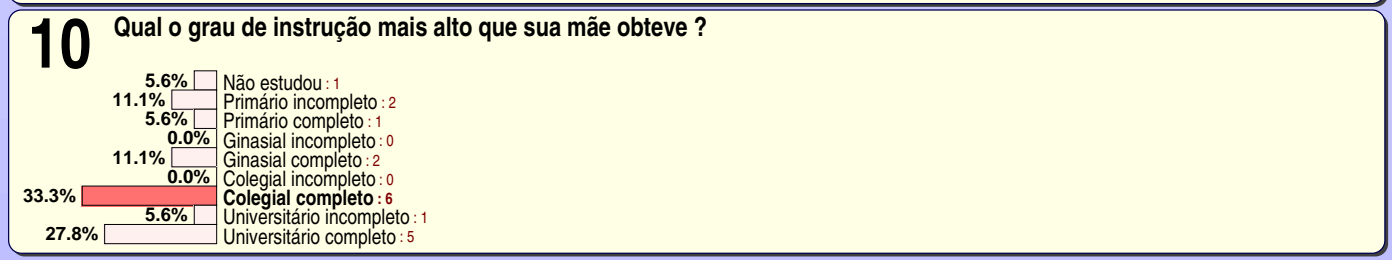 10 Qual o grau de instrução mais alto que sua mãe obteve ?
5.6% Não estudou : 1
11.1% Primário incompleto : 2
5.6% Primário completo : 1
0.0% Ginasial incompleto : 0
11.1% Ginasial completo : 2
0.0% Colegial incompleto : 0
33.3% Colegial completo : 6
5.6% Universitário incompleto : 1
27.8% Universitário completo : 5